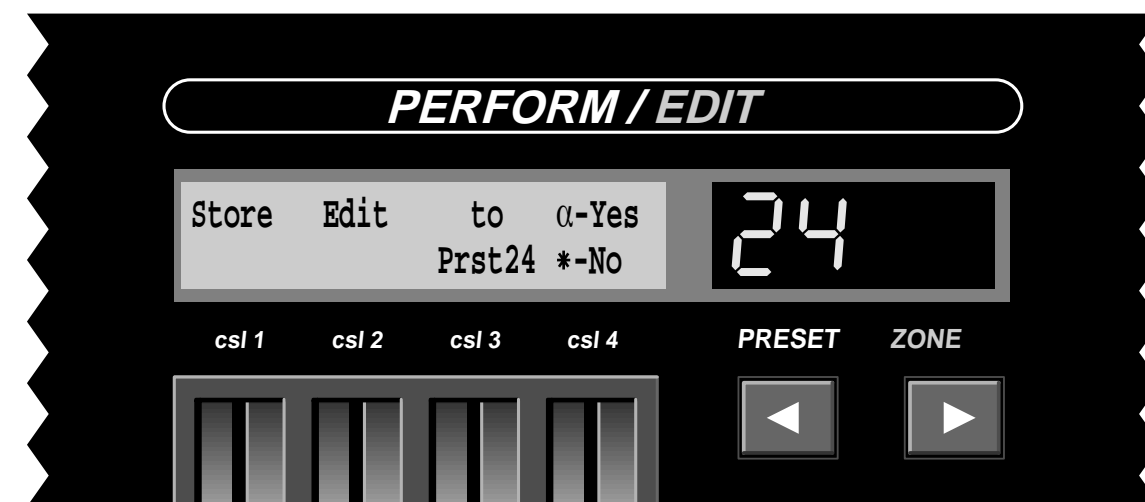 PERFORM / EDIT
Store Edit to α-Yes
Prst24 *-No
24
csl 1 csl 2 csl 3 csl 4 PRESET ZONE